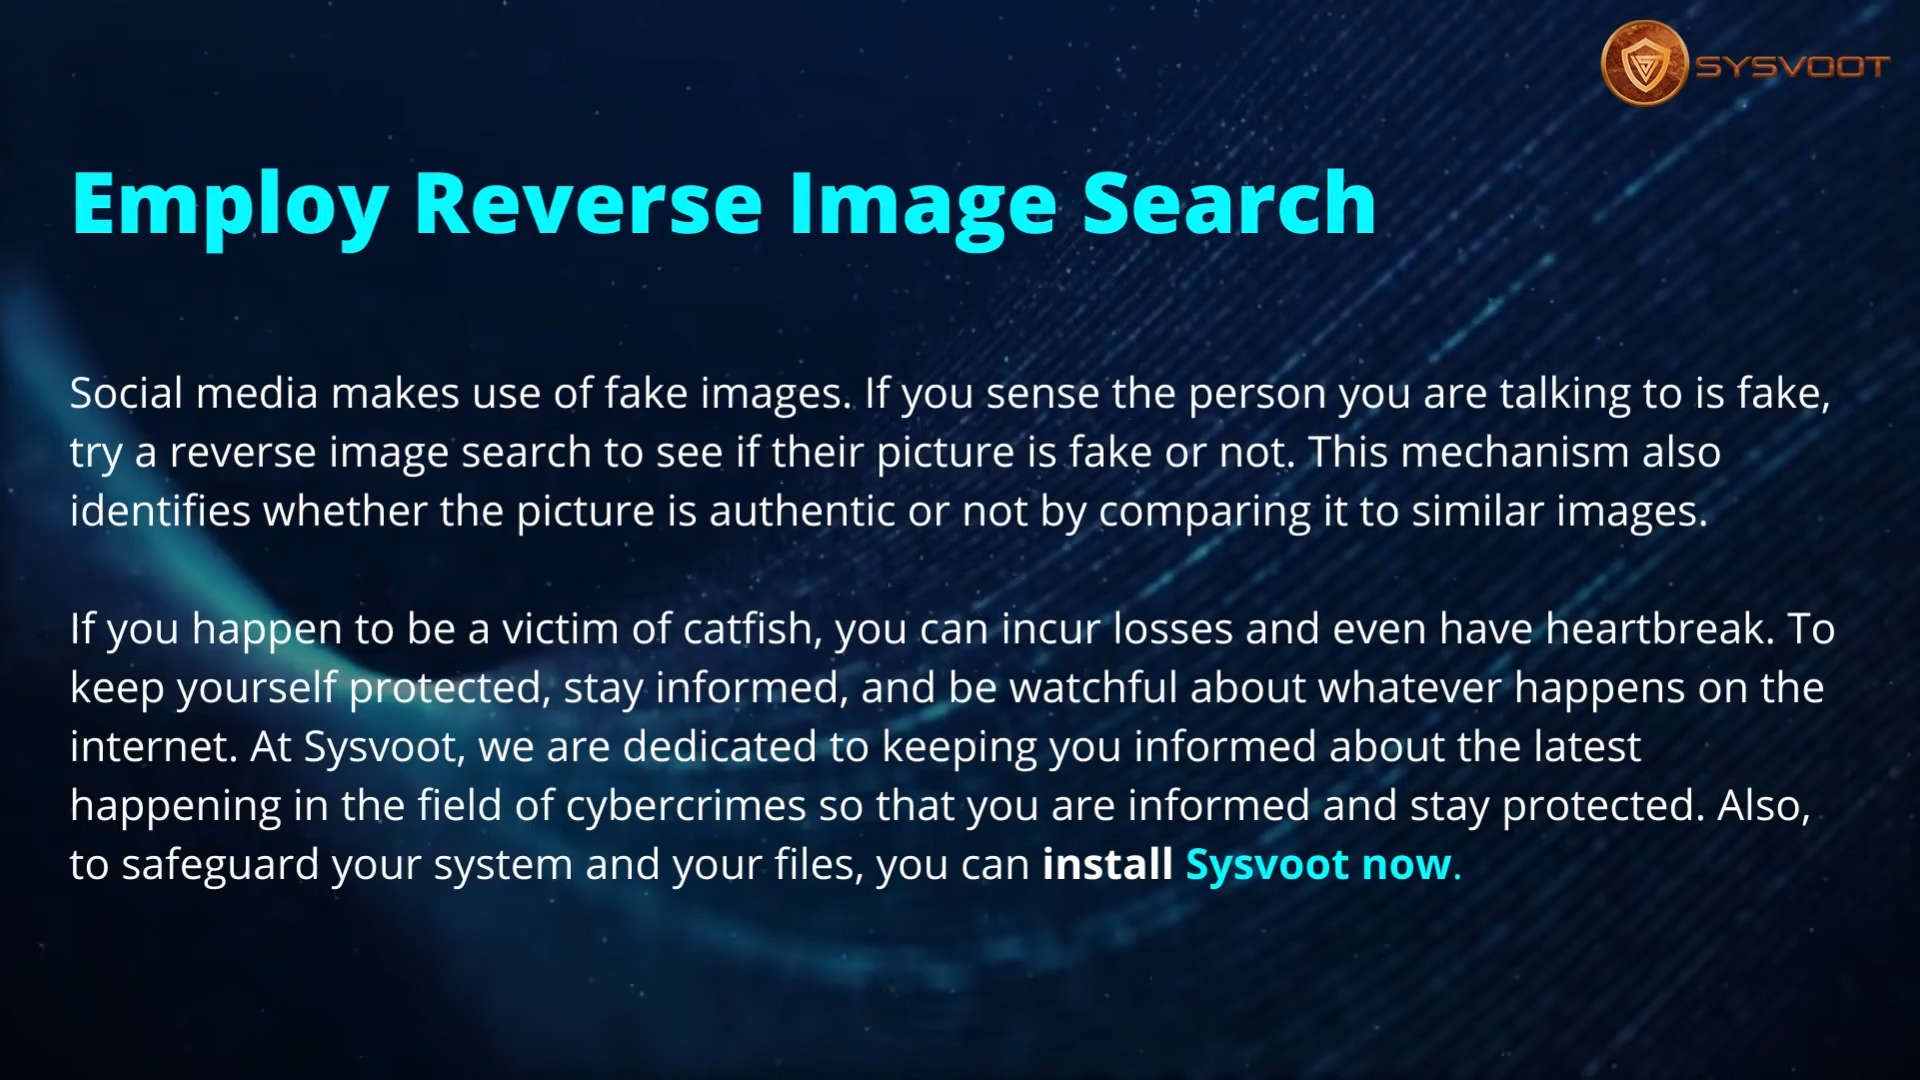 SYSVOOT
Employ Reverse Image Search
Social media makes use of fake images. If you sense the person you are talking to is fake,
try a reverse image search to see if their picture is fake or not. This mechanism also
identifies whether the picture is authentic or not by comparing it to similar images.
If you happen to be a victim of catfish, you can incur losses and even have heartbreak. To
keep yourself protected, stay informed, and be watchful about whatever happens on the
internet. At Sysvoot, we are dedicated to keeping you informed about the latest
happening in the field of cybercrimes so that you are informed and stay protected. Also,
to safeguard your system and your files, you can install Sysvoot now.